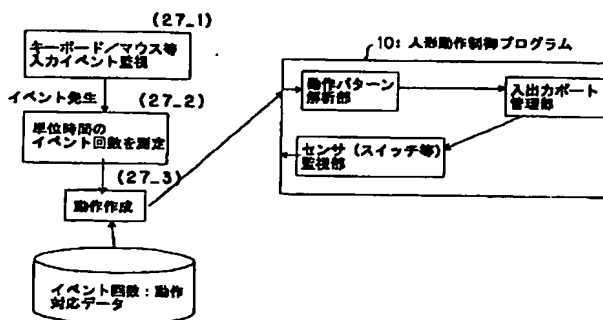 (27_1)
キーボード/マウス等
入力イベント監視
イベント発生
(27_2)
単位時間の
イベント回数を測定
(27_3)
動作作成
イベント回数:動作
対応データ
10: 人形動作制御プログラム
動作パターン
解析部
入出力ポート
管理部
センサ(スイッチ等)
監視部